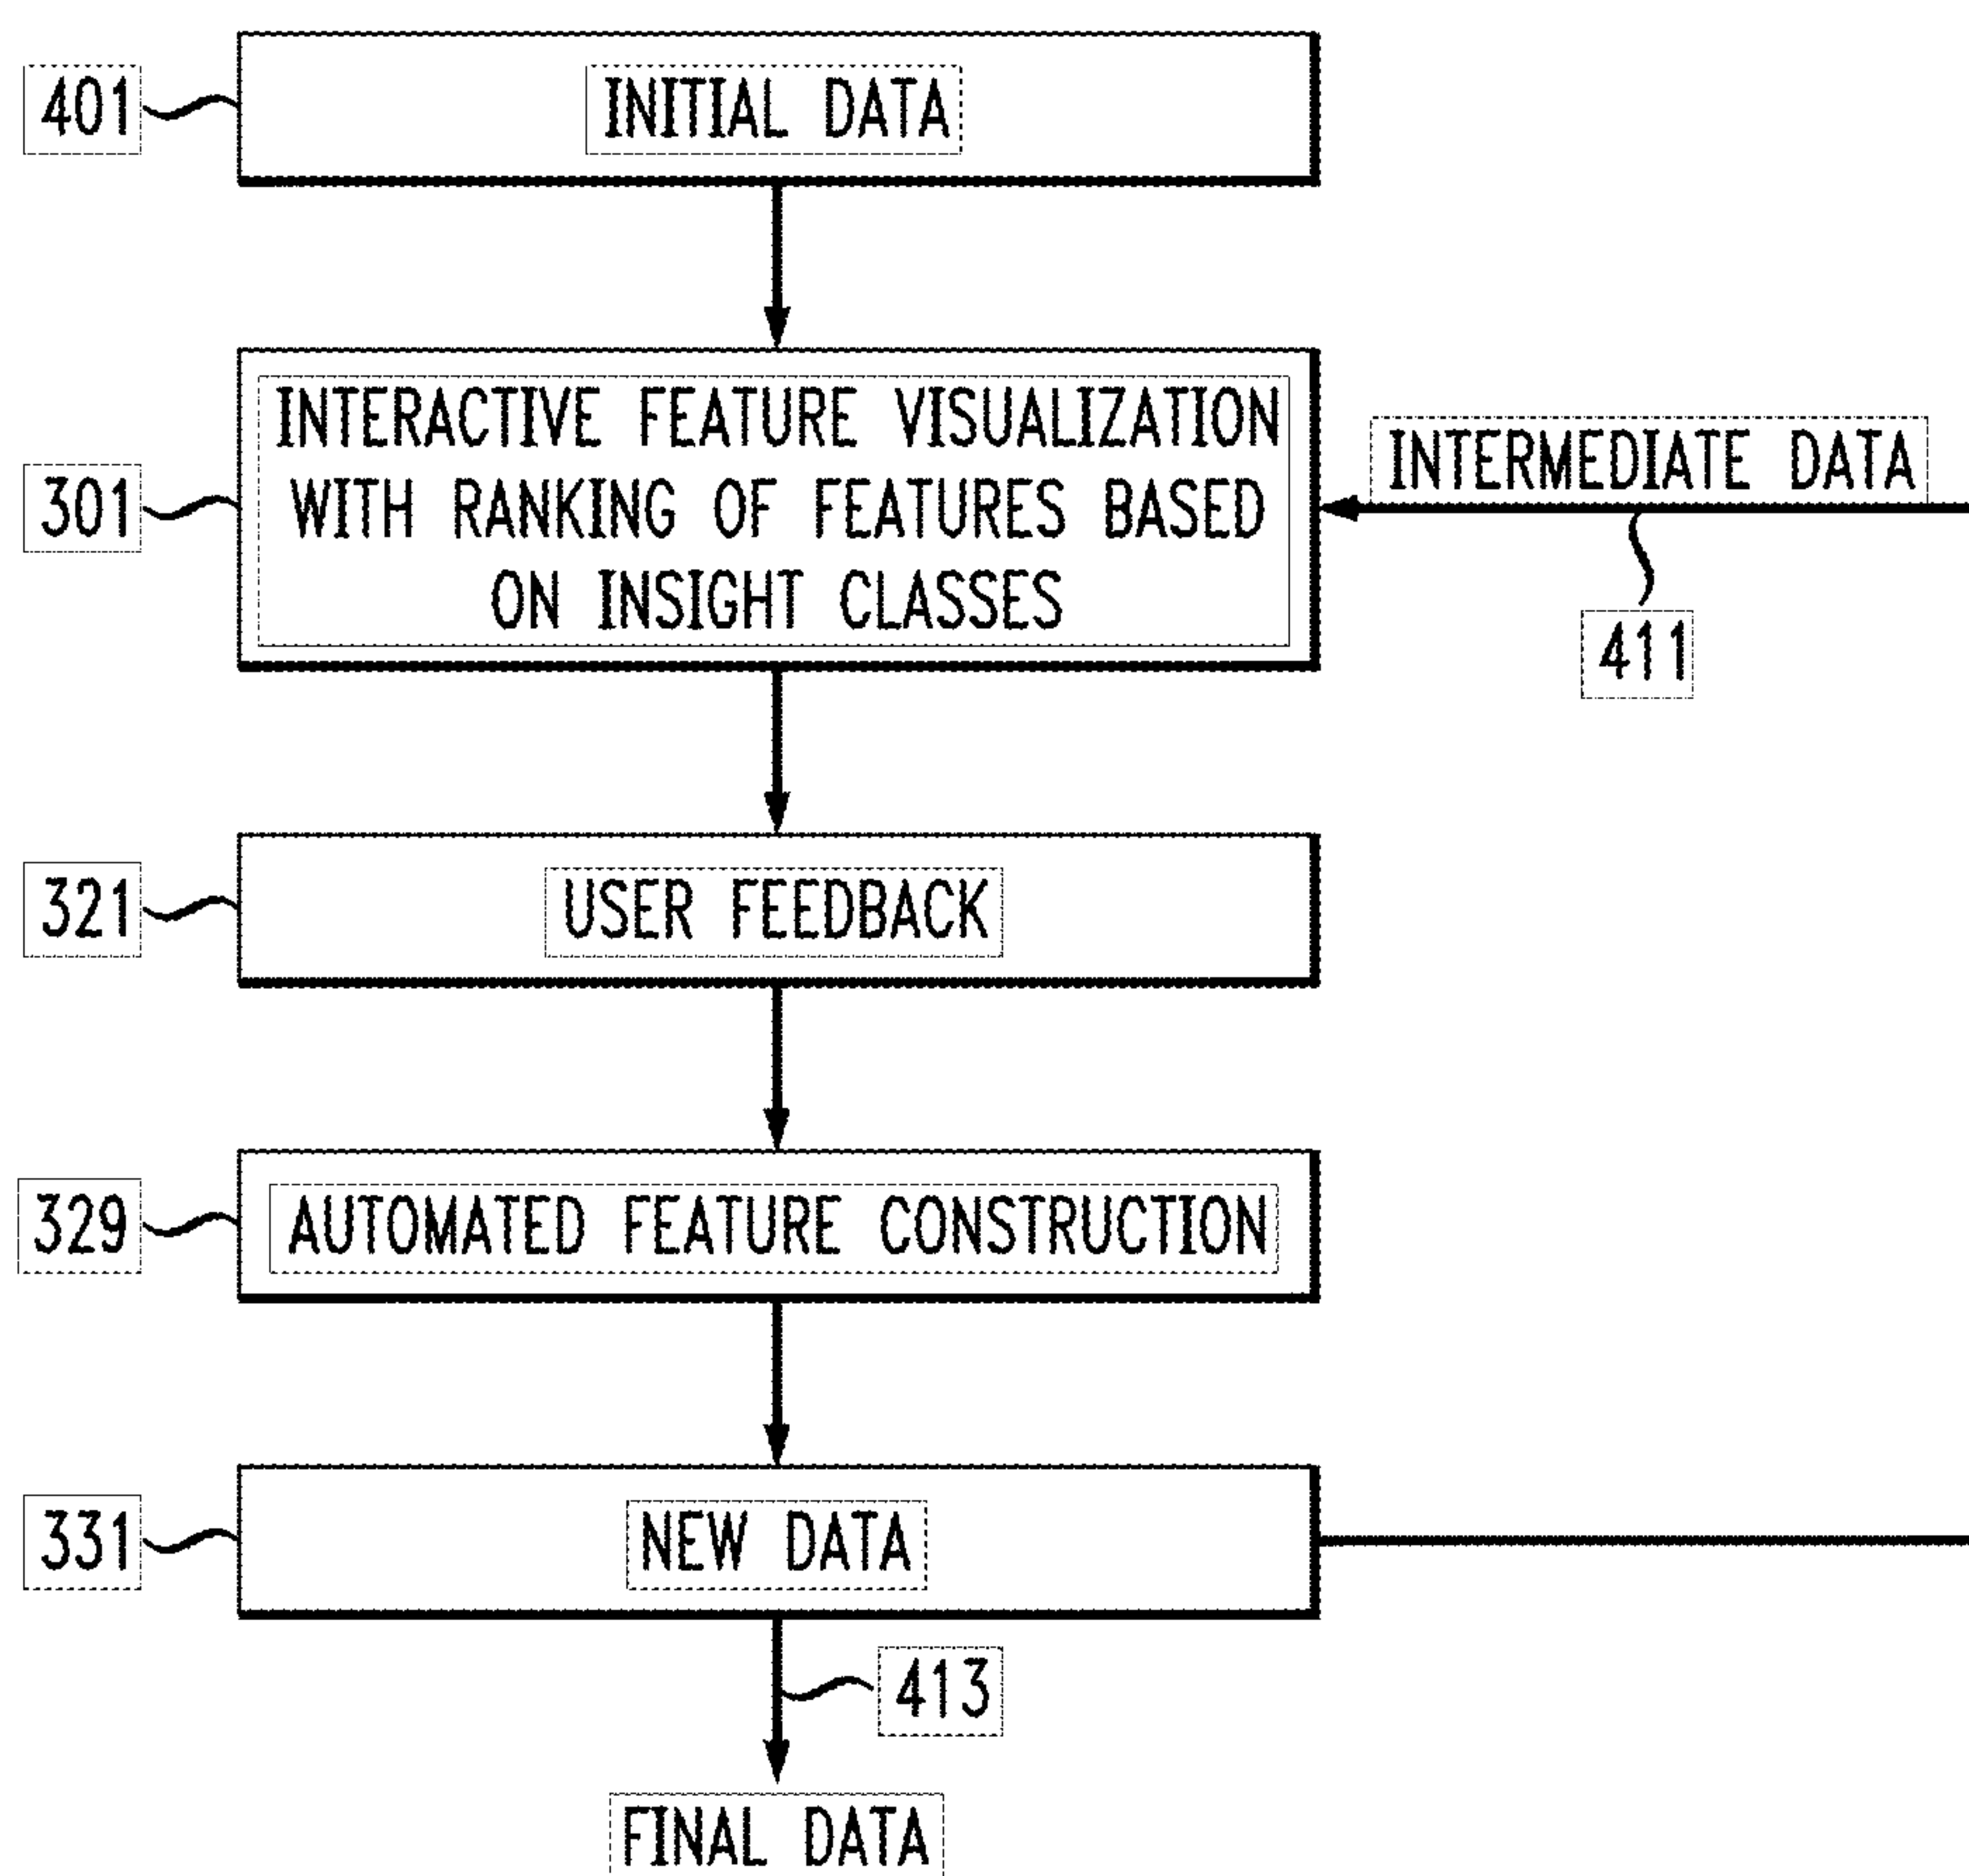 401
INITIAL DATA
INTERACTIVE FEATURE VISUALIZATION
WITH RANKING OF FEATURES BASED
ON INSIGHT CLASSES
301
INTERMEDIATE DATA
411
321
USER FEEDBACK
329
AUTOMATED FEATURE CONSTRUCTION
331
NEW DATA
413
FINAL DATA